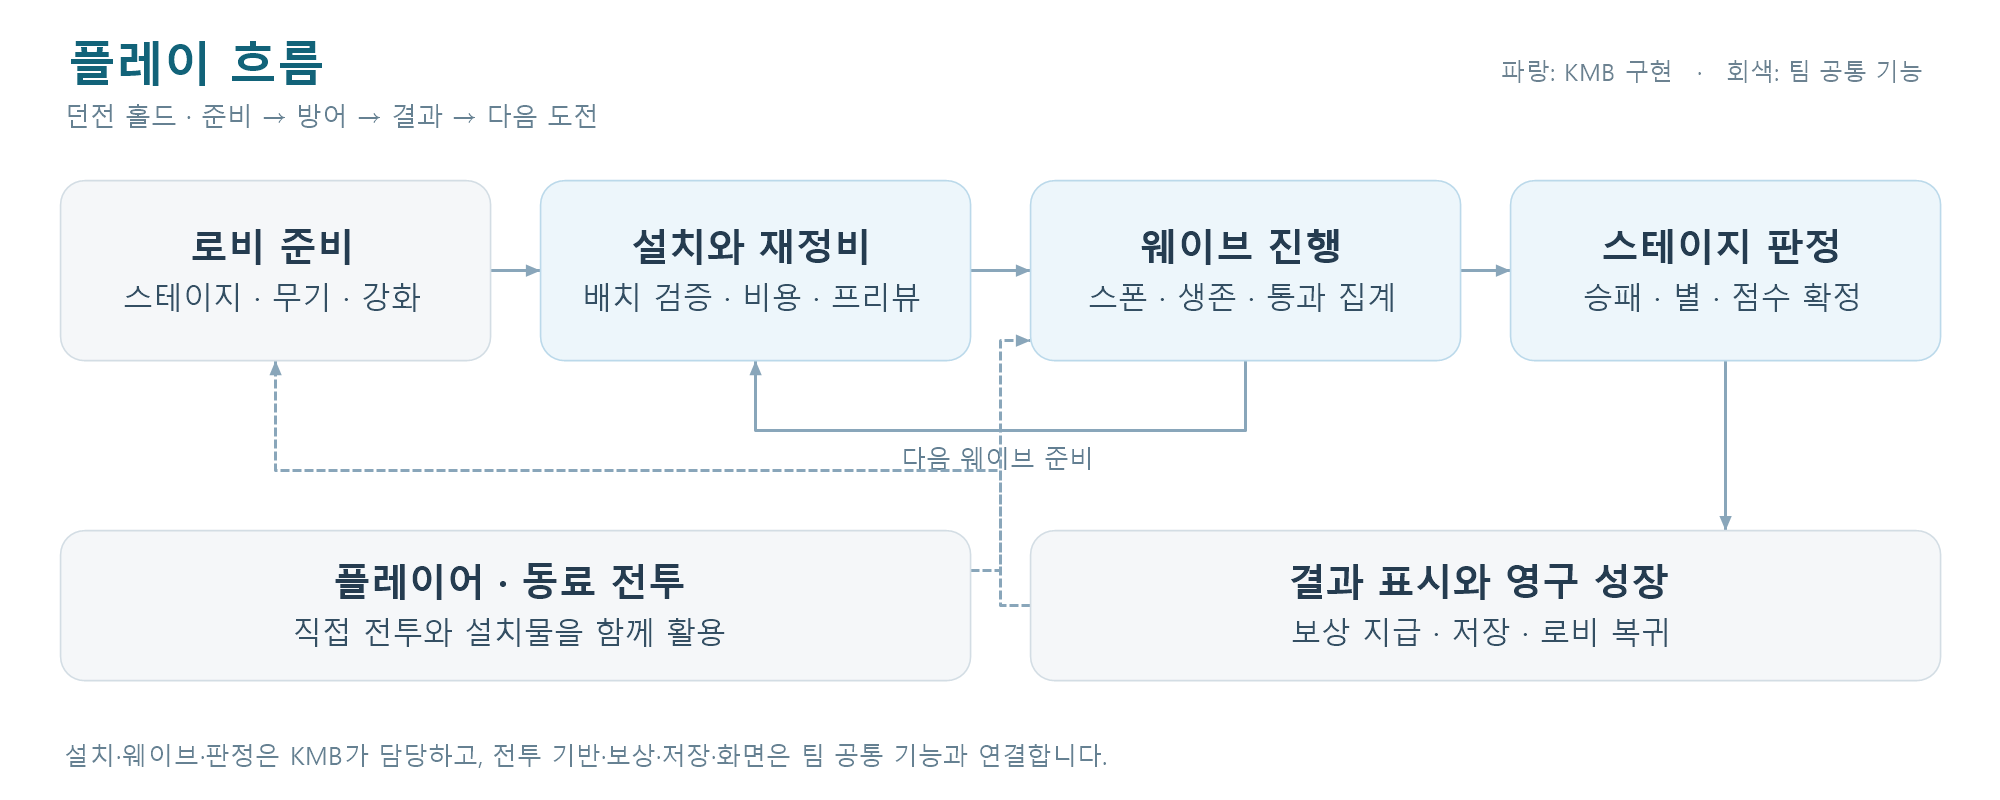 플레이 흐름
파랑: KMB 구현 · 회색: 팀 공통 기능
던전 홀드 · 준비 → 방어 → 결과 → 다음 도전
로비 준비
스테이지 · 무기 · 강화
설치와 재정비
배치 검증 · 비용 · 프리뷰
웨이브 진행
스폰 · 생존 · 통과 집계
스테이지 판정
승패 · 별 · 점수 확정
다음 웨이브 준비
플레이어 · 동료 전투
직접 전투와 설치물을 함께 활용
결과 표시와 영구 성장
보상 지급 · 저장 · 로비 복귀
설치·웨이브·판정은 KMB가 담당하고, 전투 기반·보상·저장·화면은 팀 공통 기능과 연결합니다.